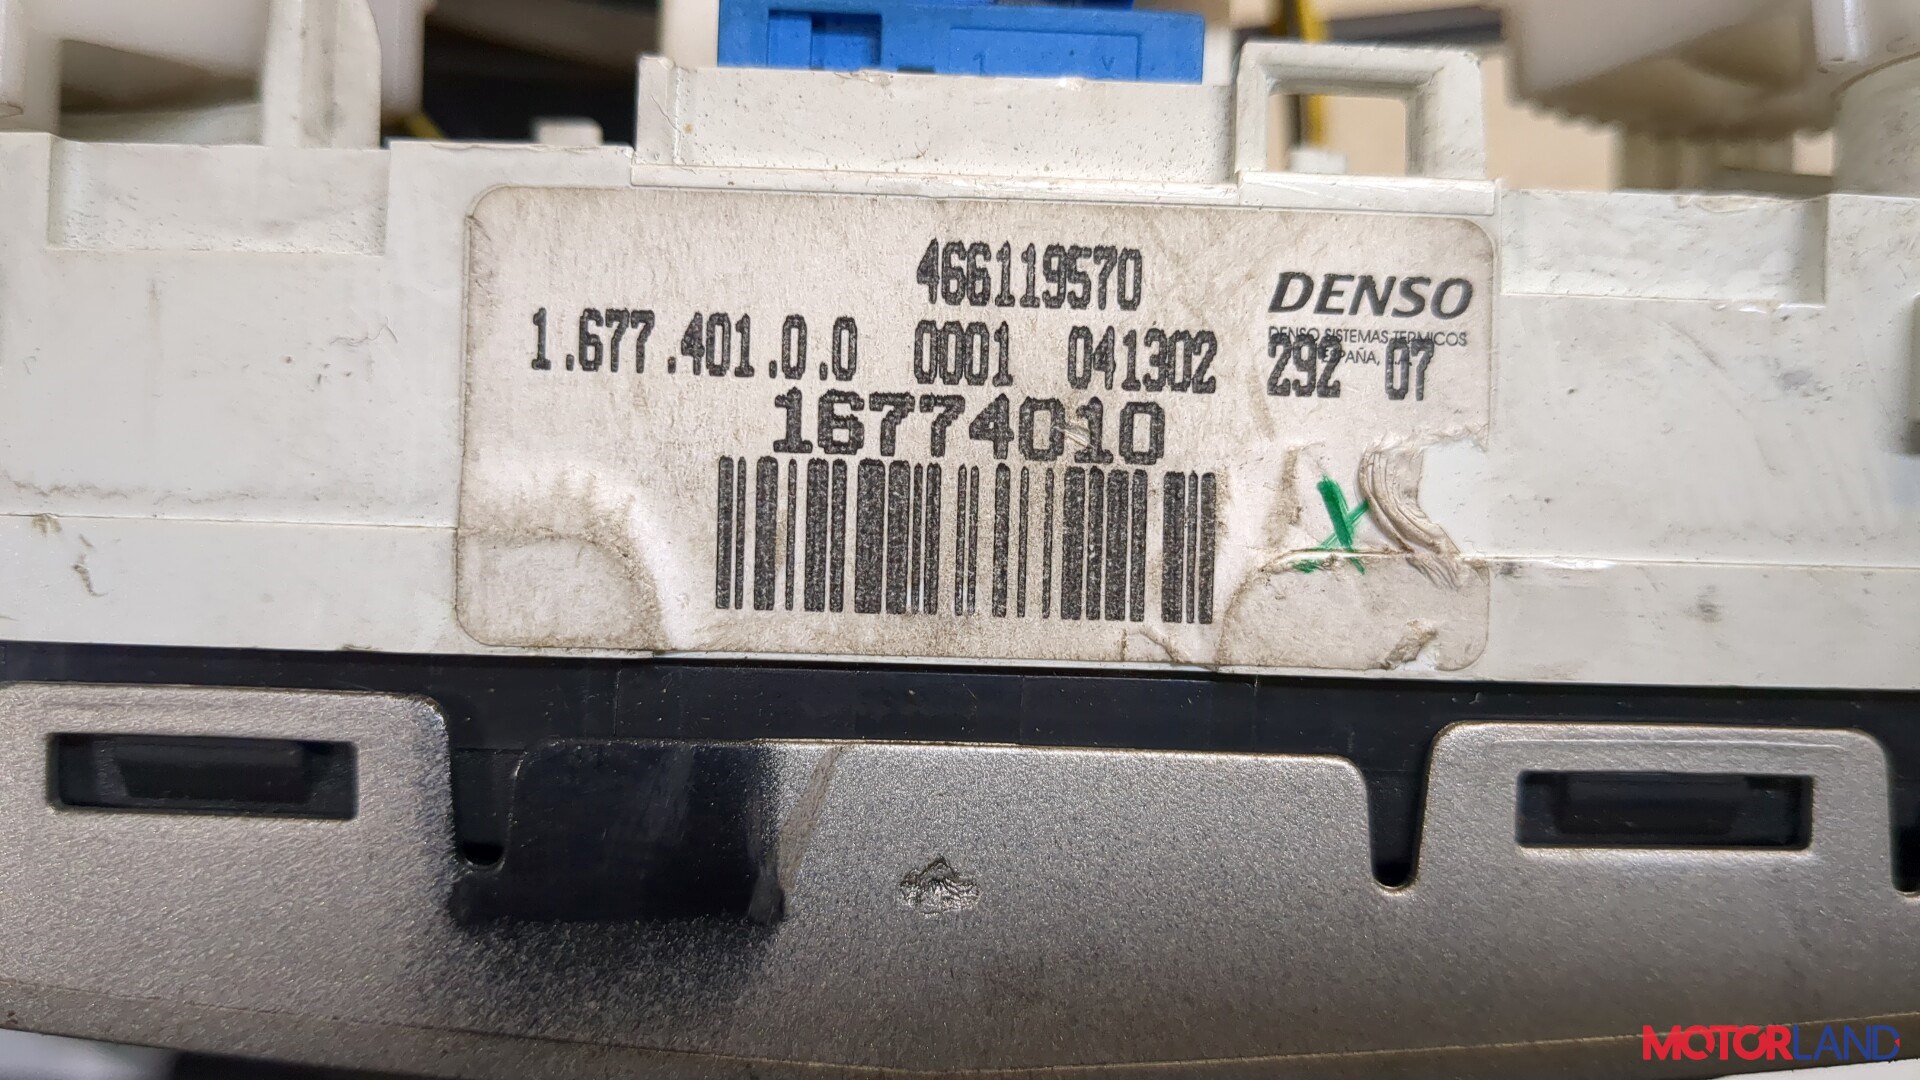 466119570
DENSO
DENSO SISTEMAS TERMICOS
ESPAÑA,
1.677.401.0.0 0001 041302 292 07
16774010
X
MOTORLAND